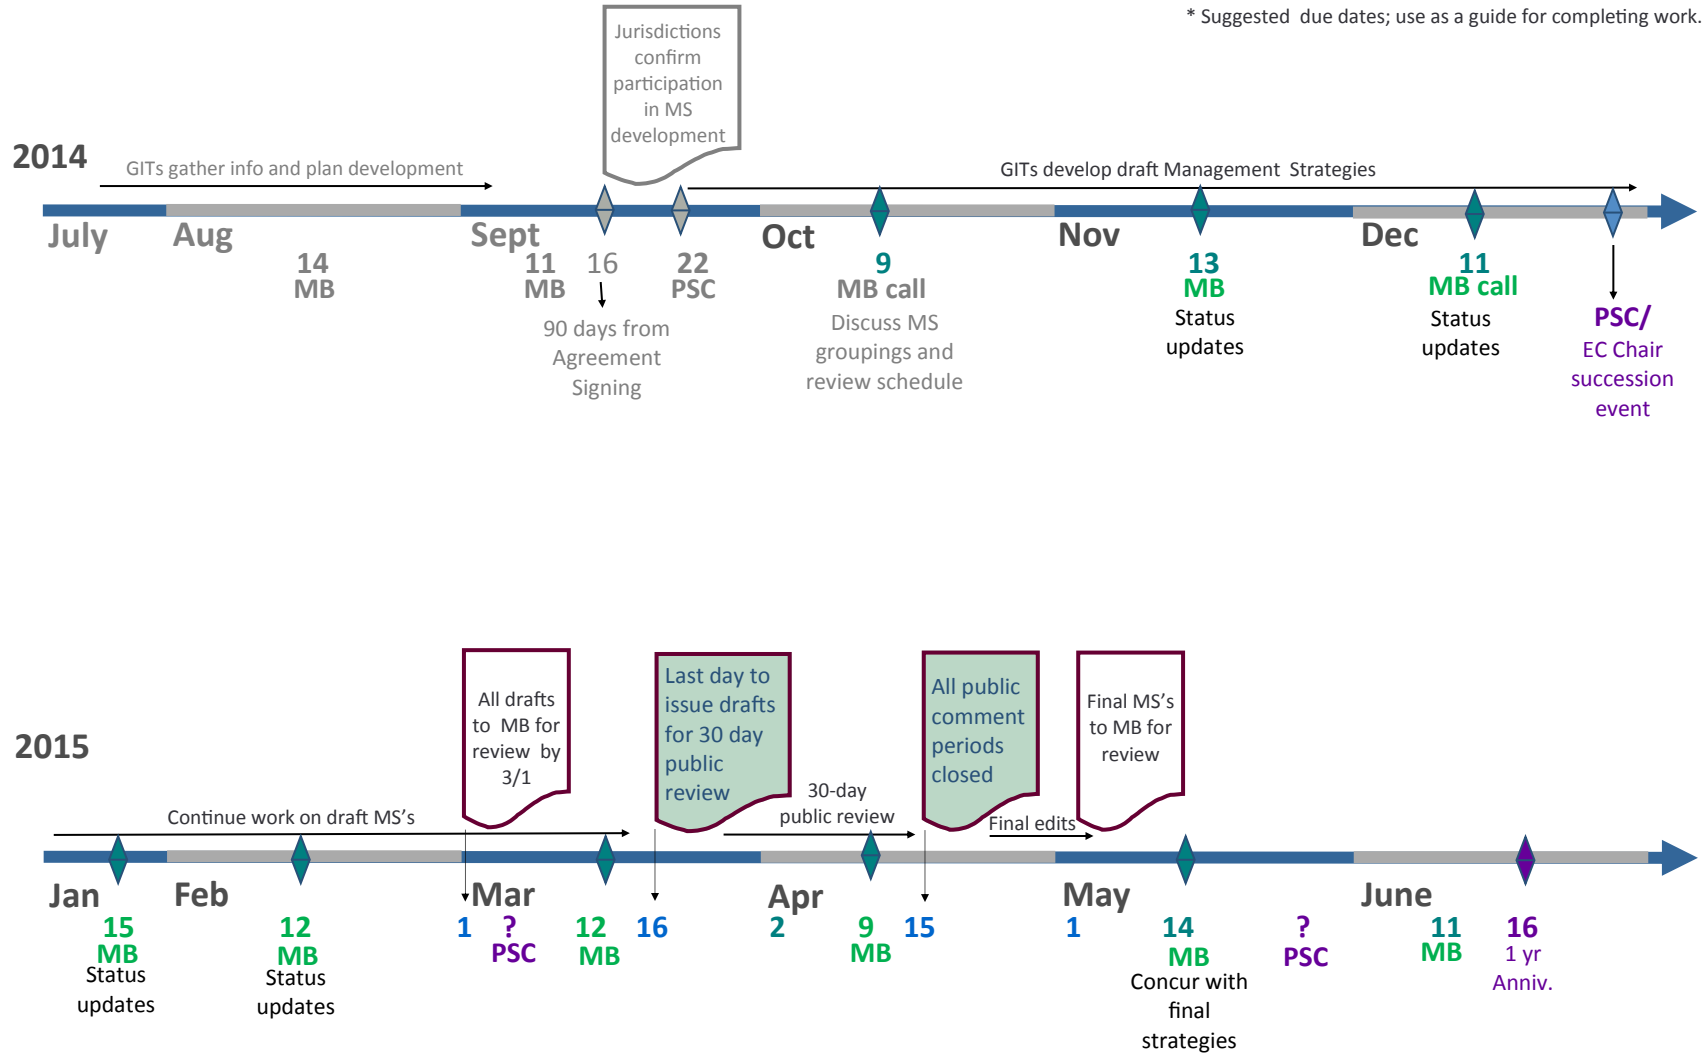 * Suggested due dates; use as a guide for completing work.
Jurisdictions
confirm
participation
in MS
development
2014
GITs gather info and plan development
GITs develop draft Management Strategies
July
Aug
Sept
Oct
Nov
Dec
14
MB
11
MB
16
90 days from
Agreement
Signing
22
PSC
9
MB call
Discuss MS
groupings and
review schedule
13
MB
Status
updates
11
MB call
Status
updates
PSC/
EC Chair
succession
event
2015
All drafts
to MB for
review by
3/1
Last day to
issue drafts
for 30 day
public
review
All public
comment
periods
closed
Final MS's
to MB for
review
Continue work on draft MS's
30-day
public review
Final edits
Jan
Feb
Mar
Apr
May
June
15
MB
Status
updates
12
MB
Status
updates
1
?
PSC
12
MB
16
2
9
MB
15
1
14
MB
Concur with
final
strategies
?
PSC
11
MB
16
1 yr
Anniv.